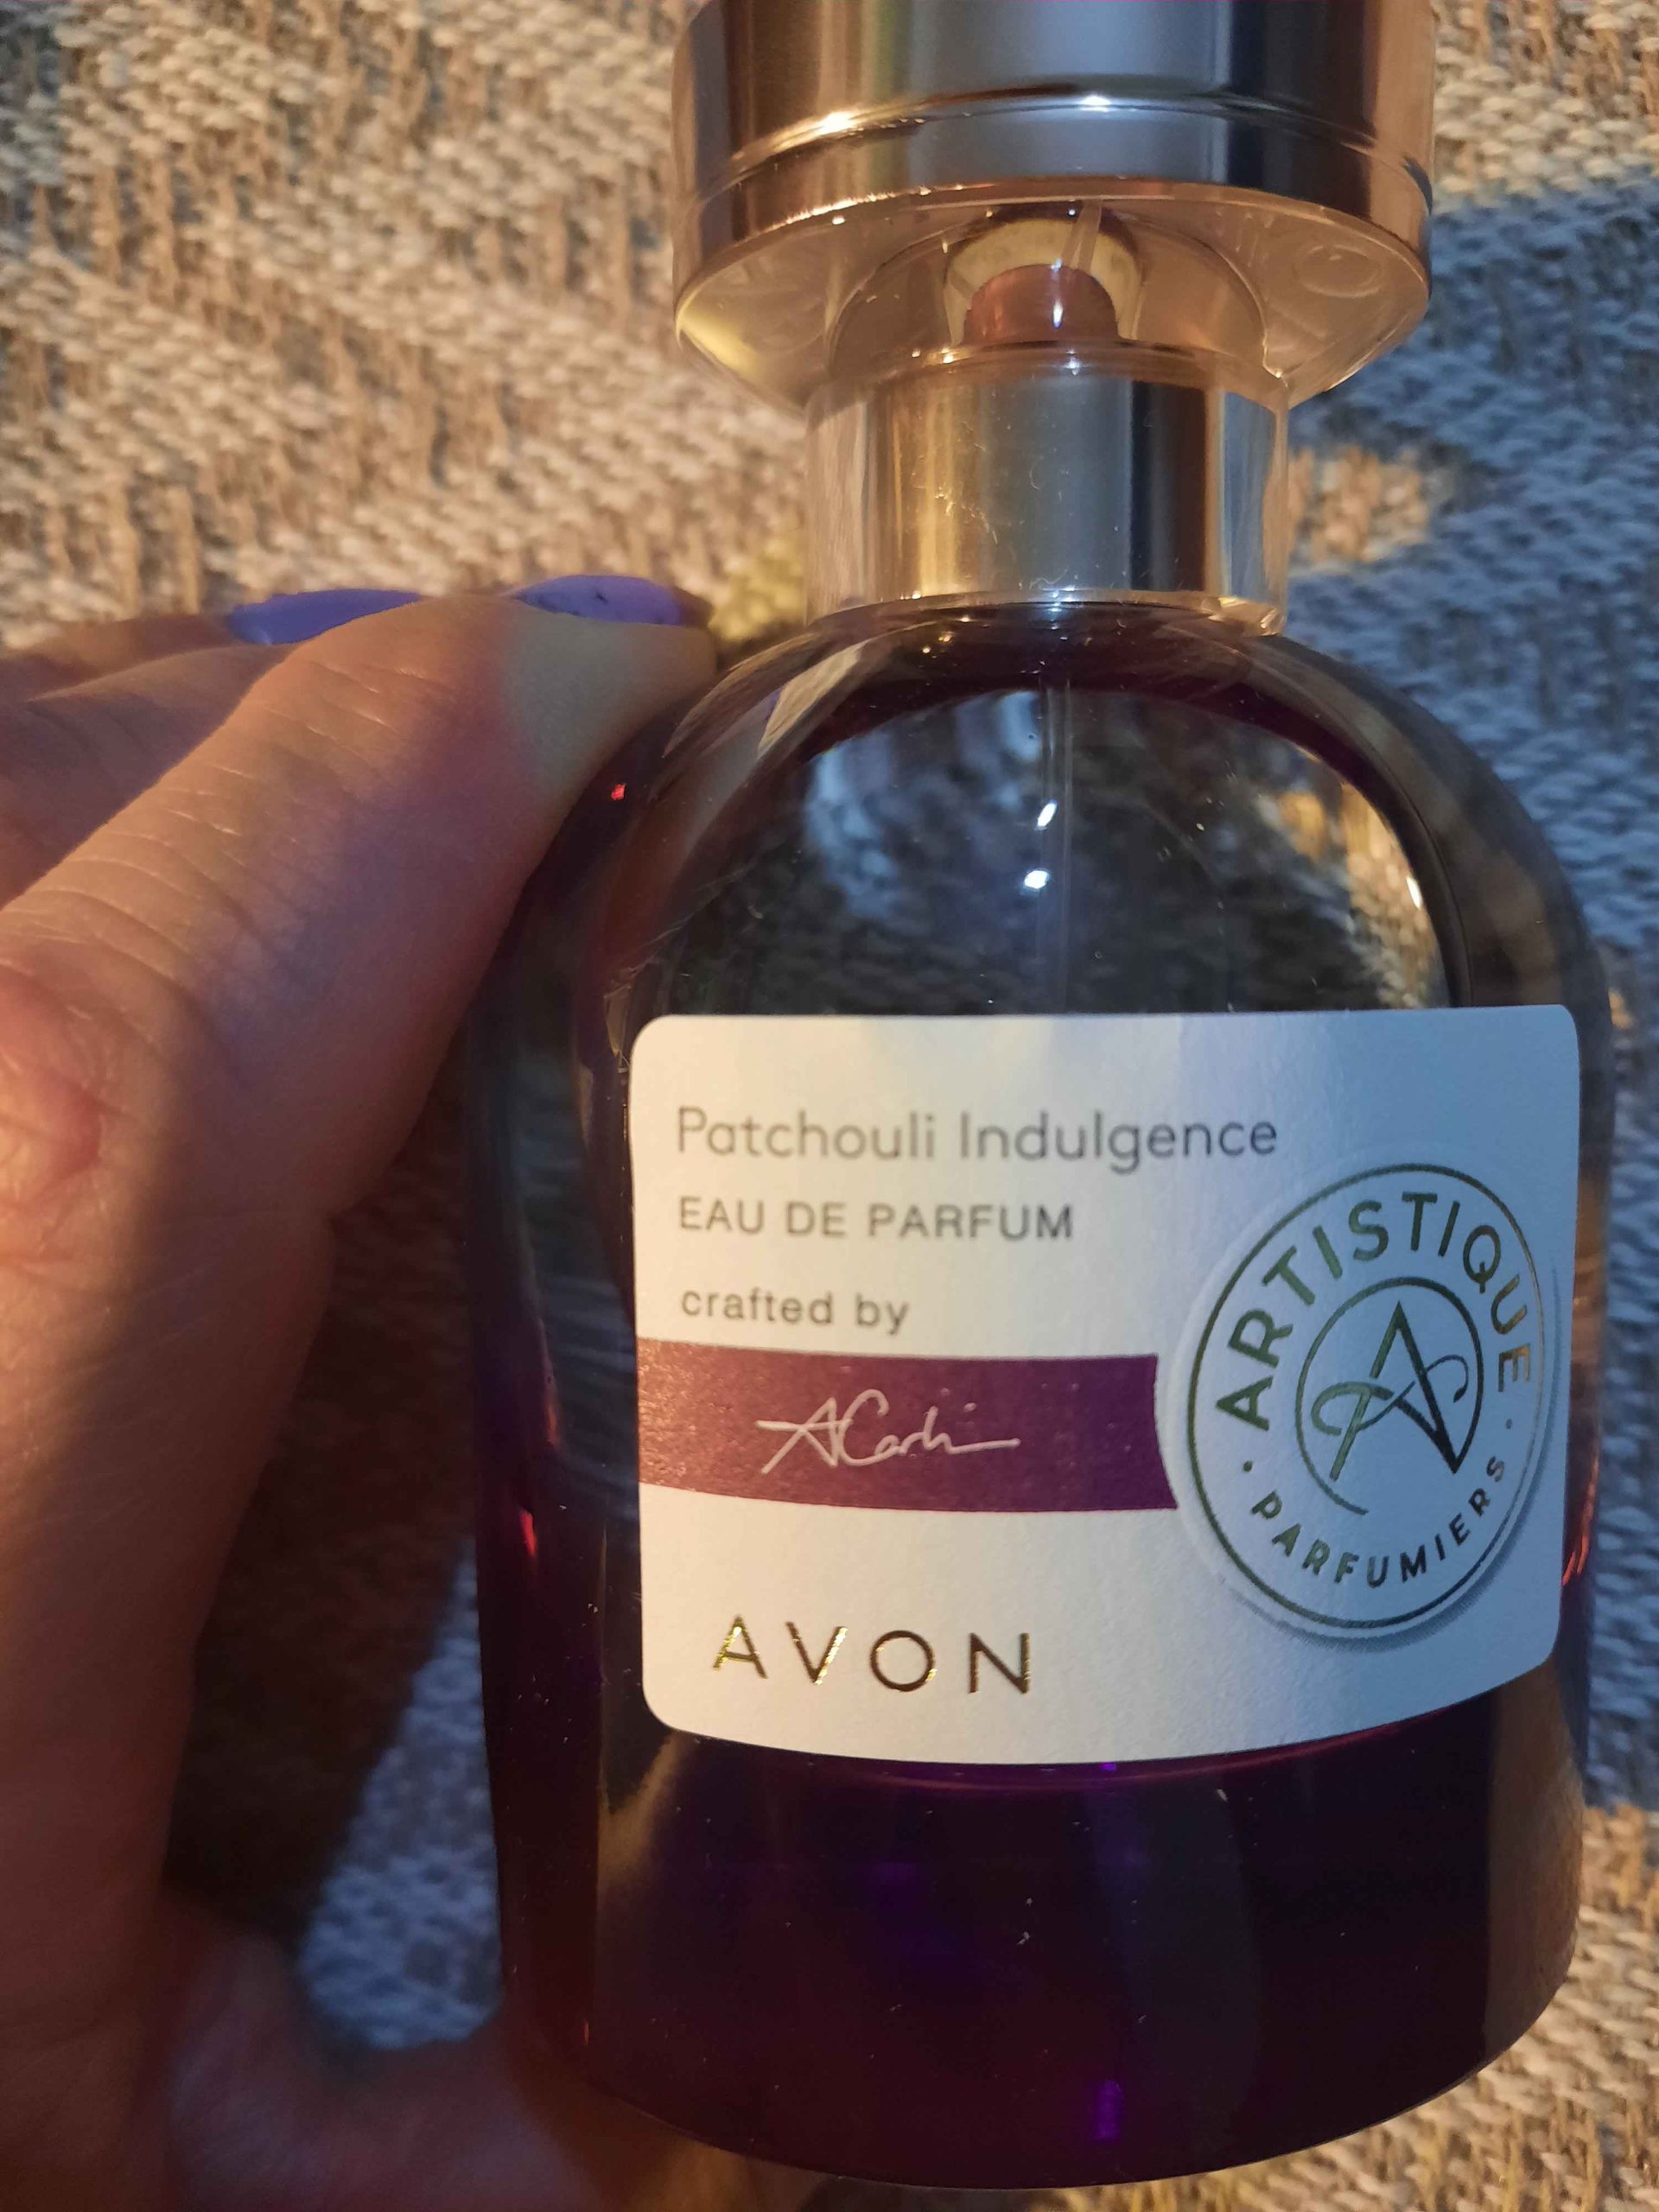 Patchouli Indulgence
EAU DE PARFUM
crafted by
AVON
ARTISTIQUE
PARFUMIERS